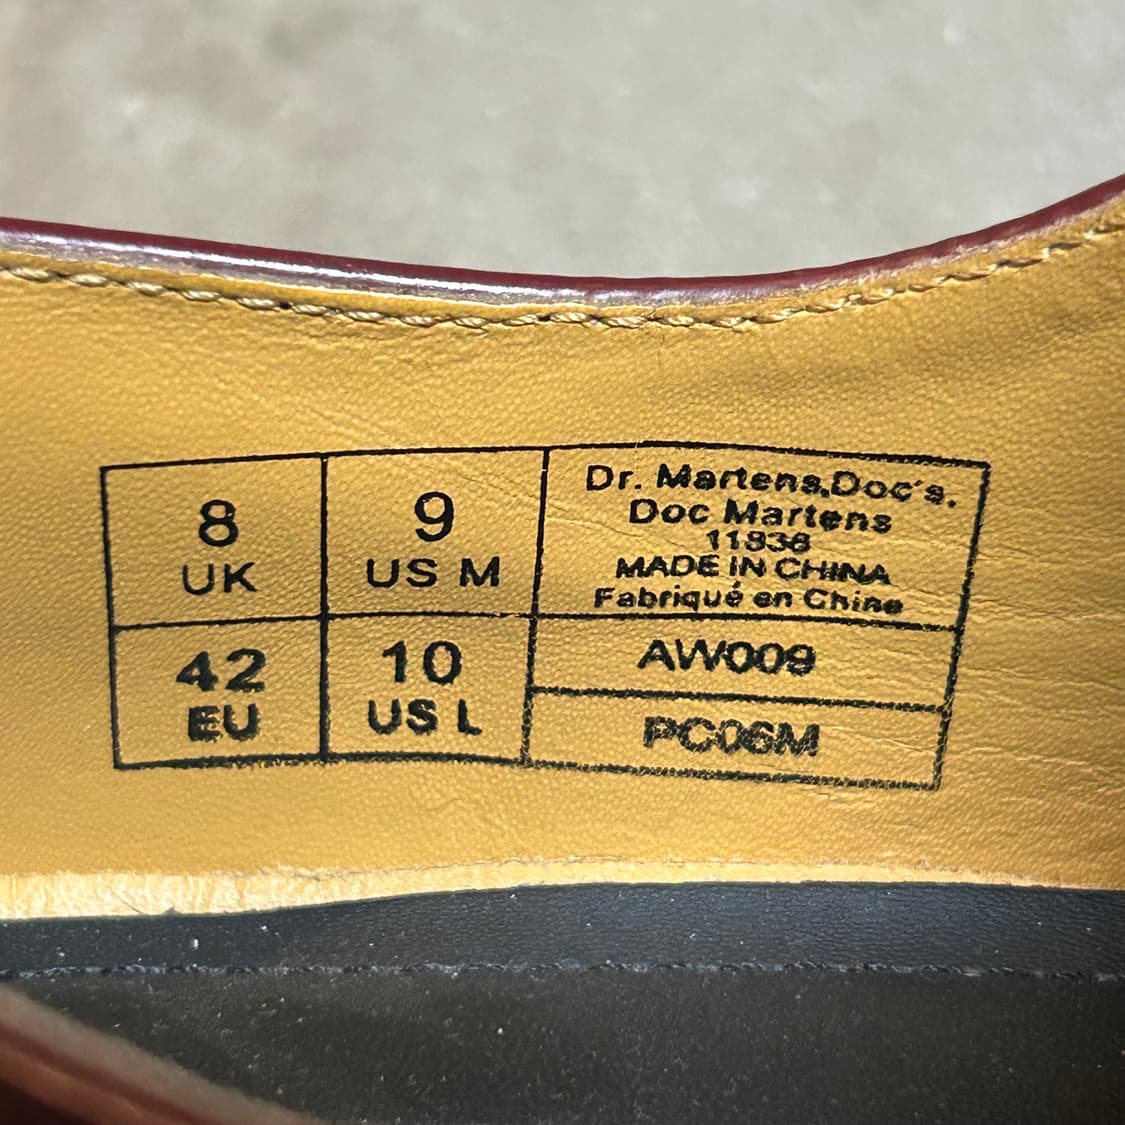 8
UK
9
US M
42
EU
10
US L
Dr. Martens,Doc's.
Doc Martens
11838
MADE IN CHINA
Fabriqué en Chine
AW009
PC06M